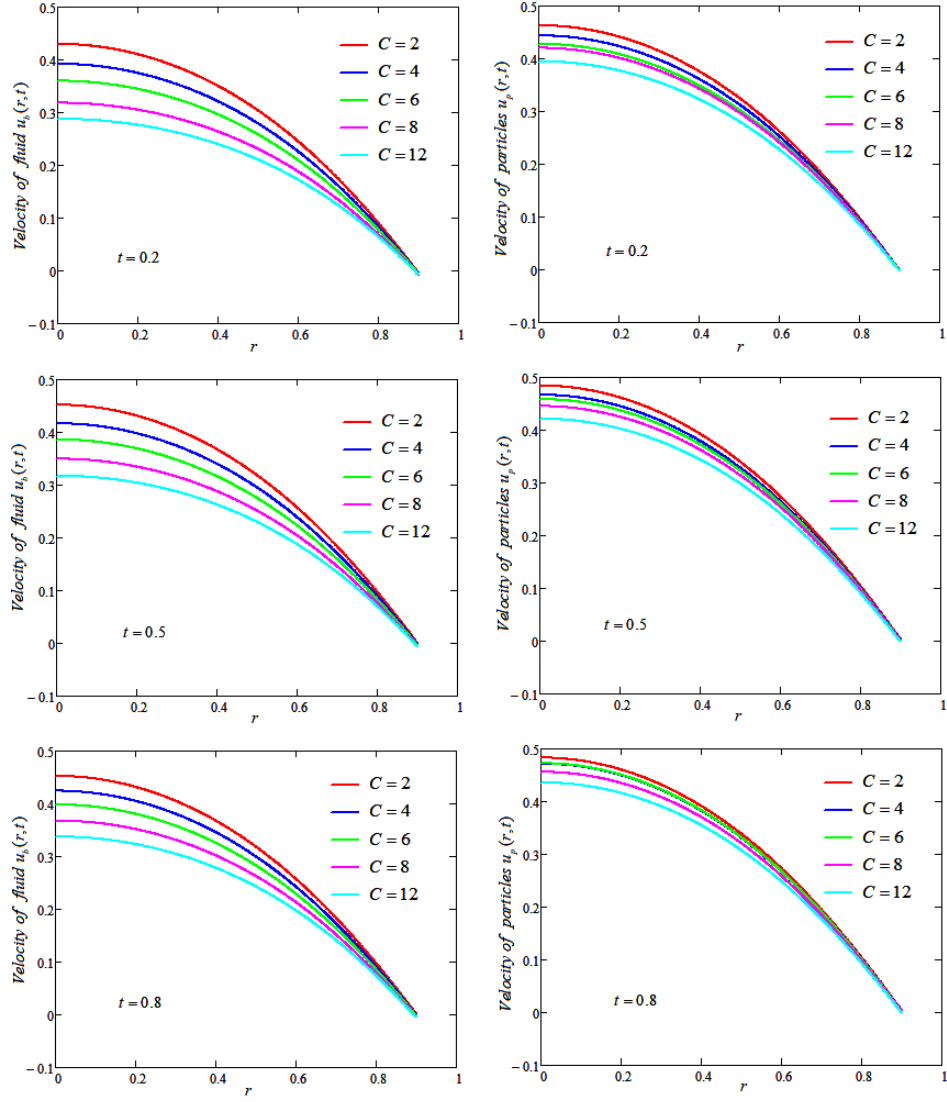 0.5
0.4
0.3
0.2
0.1
0
− 0.1
0
0.2
0.4
0.6
0.8
1
Velocity of fluid u_b(r,t)
r
C = 2
C = 4
C = 6
C = 8
C = 12
t = 0.2
0.5
0.4
0.3
0.2
0.1
0
− 0.1
0
0.2
0.4
0.6
0.8
1
Velocity of particles u_p(r,t)
r
C = 2
C = 4
C = 6
C = 8
C = 12
t = 0.2
0.5
0.4
0.3
0.2
0.1
0
− 0.1
0
0.2
0.4
0.6
0.8
1
Velocity of fluid u_b(r,t)
r
C = 2
C = 4
C = 6
C = 8
C = 12
t = 0.5
0.5
0.4
0.3
0.2
0.1
0
− 0.1
0
0.2
0.4
0.6
0.8
1
Velocity of particles u_p(r,t)
r
C = 2
C = 4
C = 6
C = 8
C = 12
t = 0.5
0.5
0.4
0.3
0.2
0.1
0
− 0.1
0
0.2
0.4
0.6
0.8
1
Velocity of fluid u_b(r,t)
r
C = 2
C = 4
C = 6
C = 8
C = 12
t = 0.8
0.5
0.4
0.3
0.2
0.1
0
− 0.1
0
0.2
0.4
0.6
0.8
1
Velocity of particles u_p(r,t)
r
C = 2
C = 4
C = 6
C = 8
C = 12
t = 0.8